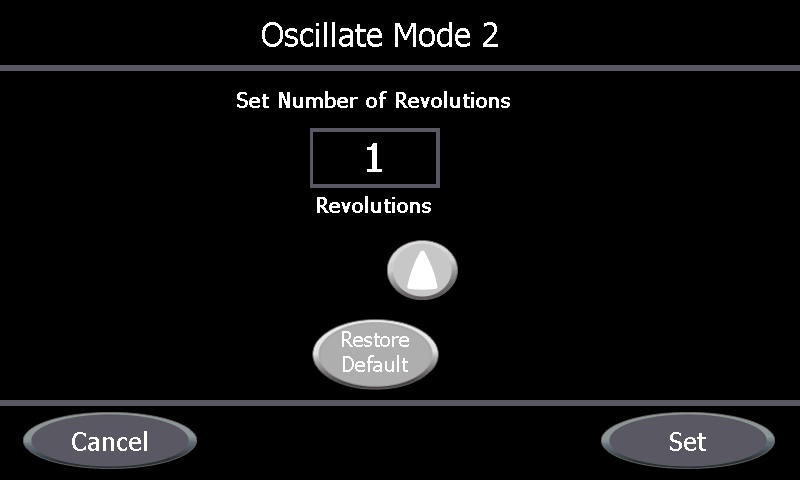 Oscillate Mode 2
Set Number of Revolutions
1
Revolutions
Restore
Default
Cancel
Set